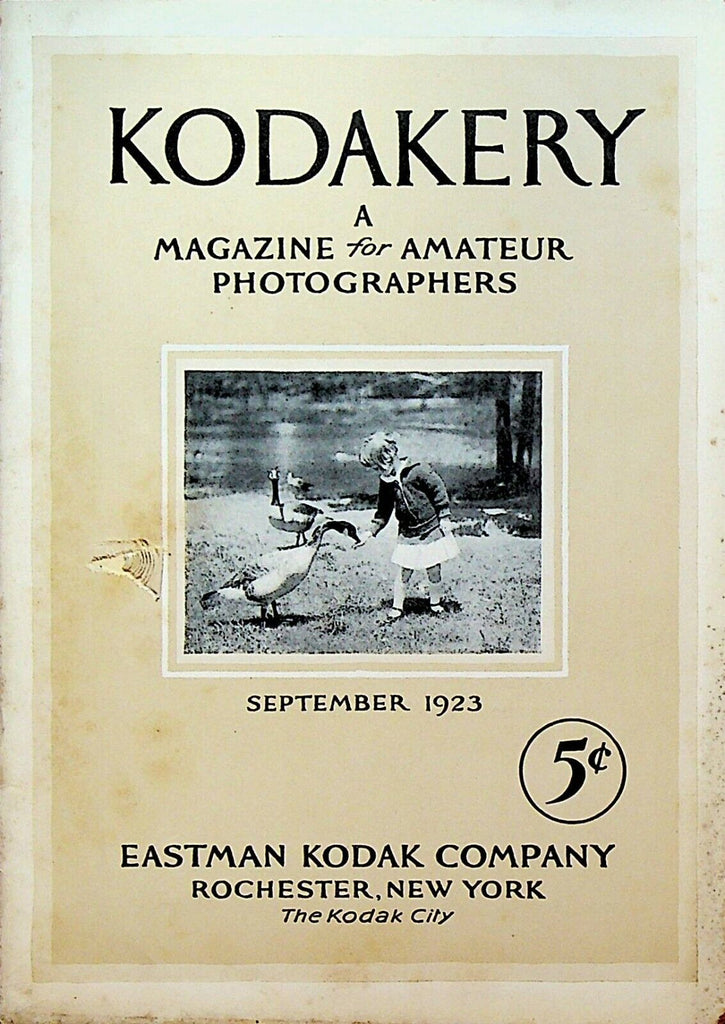 KODAKERY
A
MAGAZINE for AMATEUR
PHOTOGRAPHERS
SEPTEMBER 1923
5¢
EASTMAN KODAK COMPANY
ROCHESTER, NEW YORK
The Kodak City